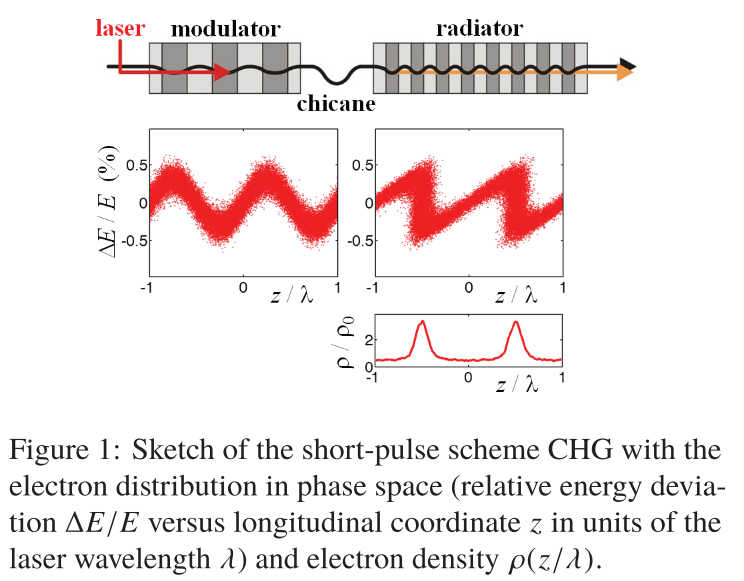 laser modulator radiator
chicane
ΔE / E (%)
0.5
0
-0.5
-1 0 1
z / λ
0.5
0
-0.5
-1 0 1
z / λ
ρ / ρ0
2
0
-1 0 1
z / λ
Figure 1: Sketch of the short-pulse scheme CHG with the
electron distribution in phase space (relative energy devia-
tion ΔE/E versus longitudinal coordinate z in units of the
laser wavelength λ) and electron density ρ(z/λ).